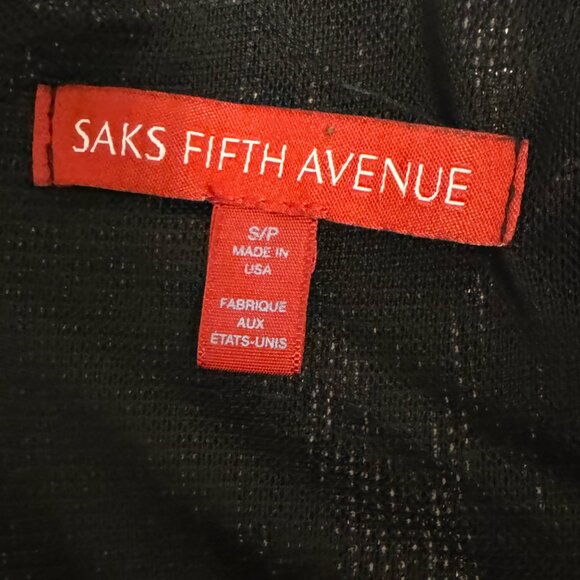 SAKS FIFTH AVENUE
S/P
MADE IN
USA
FABRIQUE
AUX
ÉTATS-UNIS